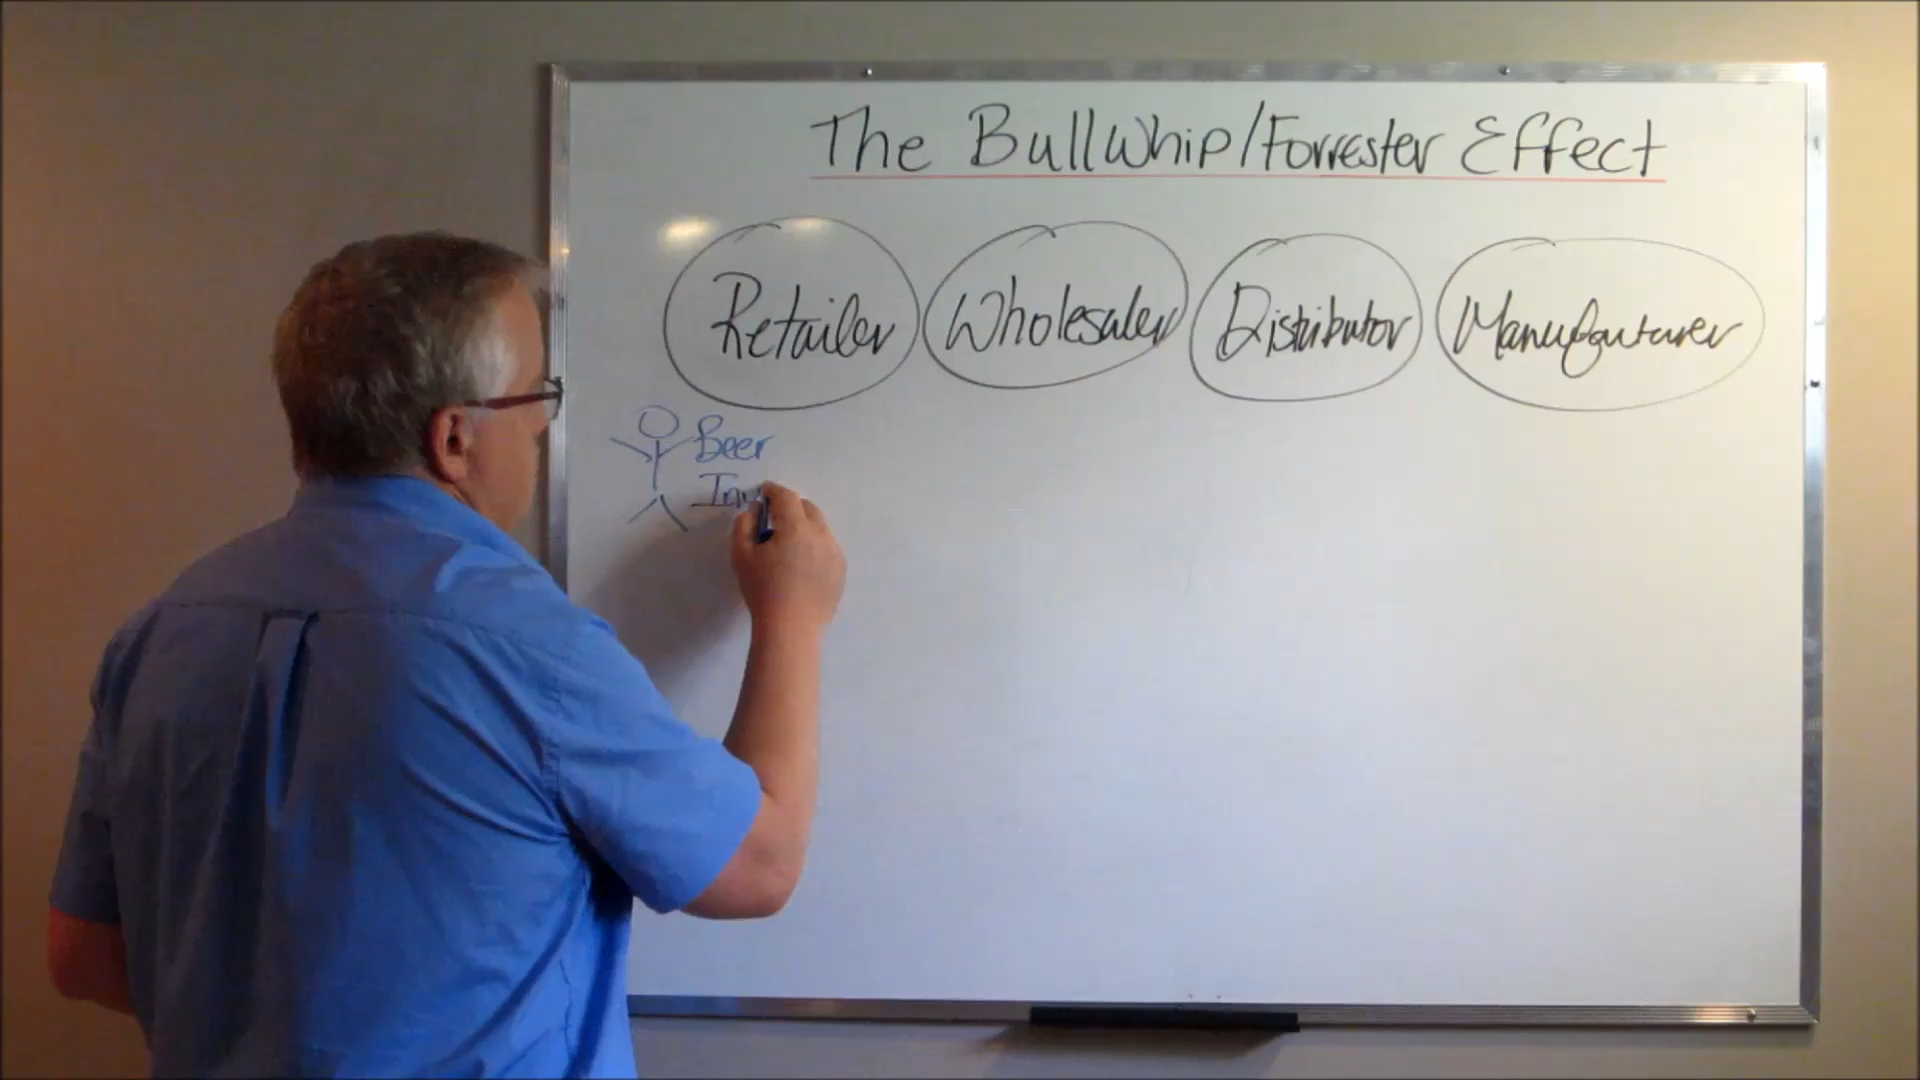 The BullWhip/Forrester Effect
Retailer Wholesaler Distributor Manufacturer
Beer